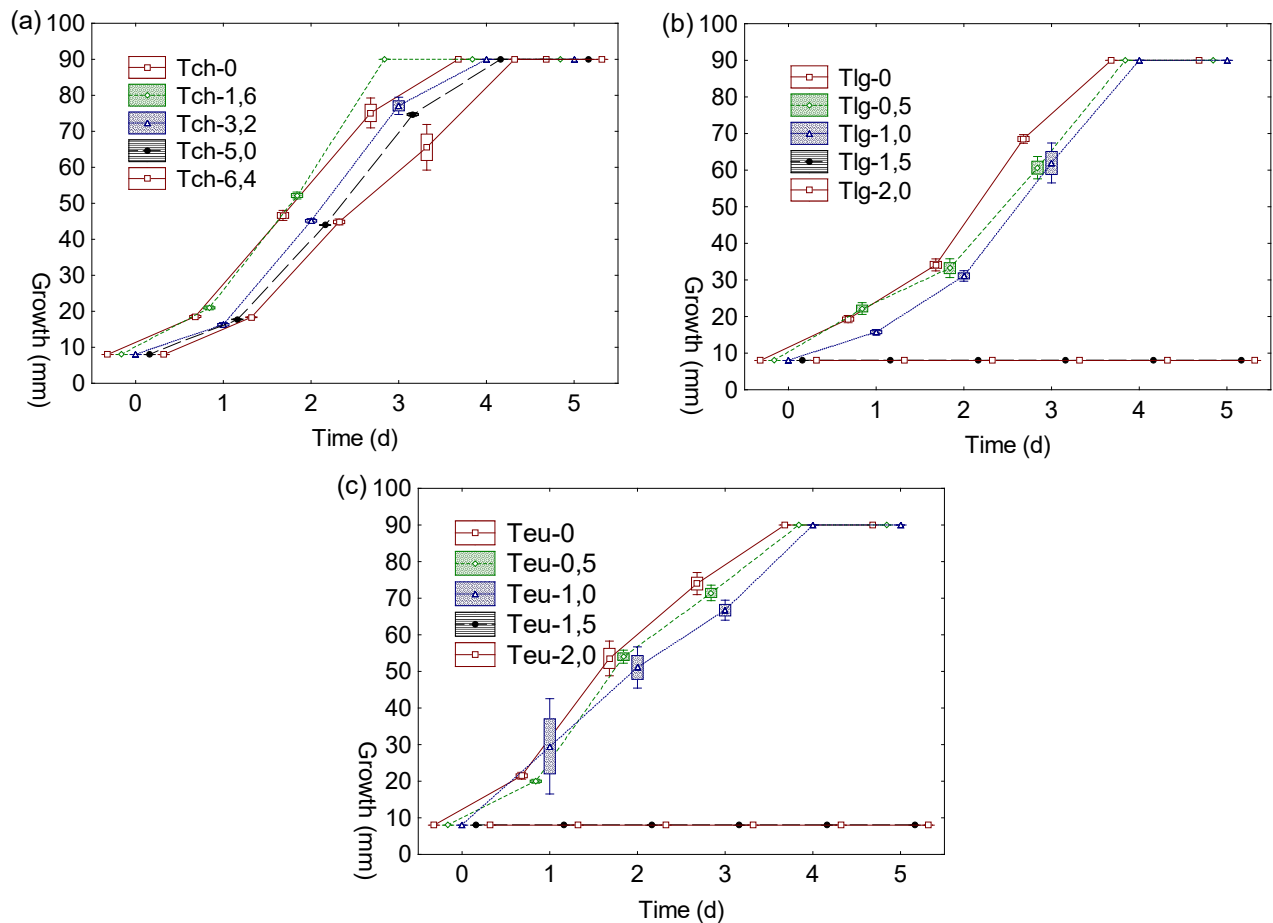 (a)
100
90
80
70
60
50
40
30
20
10
0
Growth (mm)
Tch-0
Tch-1,6
Tch-3,2
Tch-5,0
Tch-6,4
0 1 2 3 4 5
Time (d)
(b)
100
90
80
70
60
50
40
30
20
10
0
Growth (mm)
Tlg-0
Tlg-0,5
Tlg-1,0
Tlg-1,5
Tlg-2,0
0 1 2 3 4 5
Time (d)
(c)
100
90
80
70
60
50
40
30
20
10
0
Growth (mm)
Teu-0
Teu-0,5
Teu-1,0
Teu-1,5
Teu-2,0
0 1 2 3 4 5
Time (d)